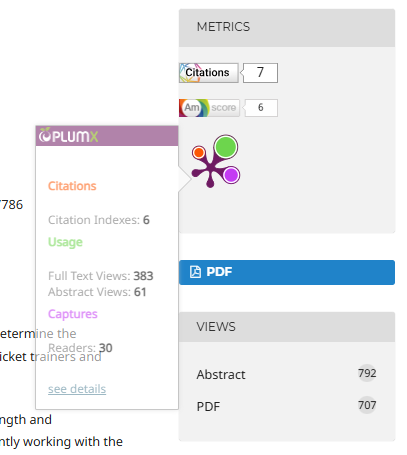 METRICS
Citations 7
Am score 6
PLUMX
Citations
Citation Indexes: 6
Usage
Full Text Views: 383
Abstract Views: 61
Captures
Readers: 30
see details
7786
etermine the
icket trainers and
ngth and
ntly working with the
PDF
VIEWS
Abstract 792
PDF 707